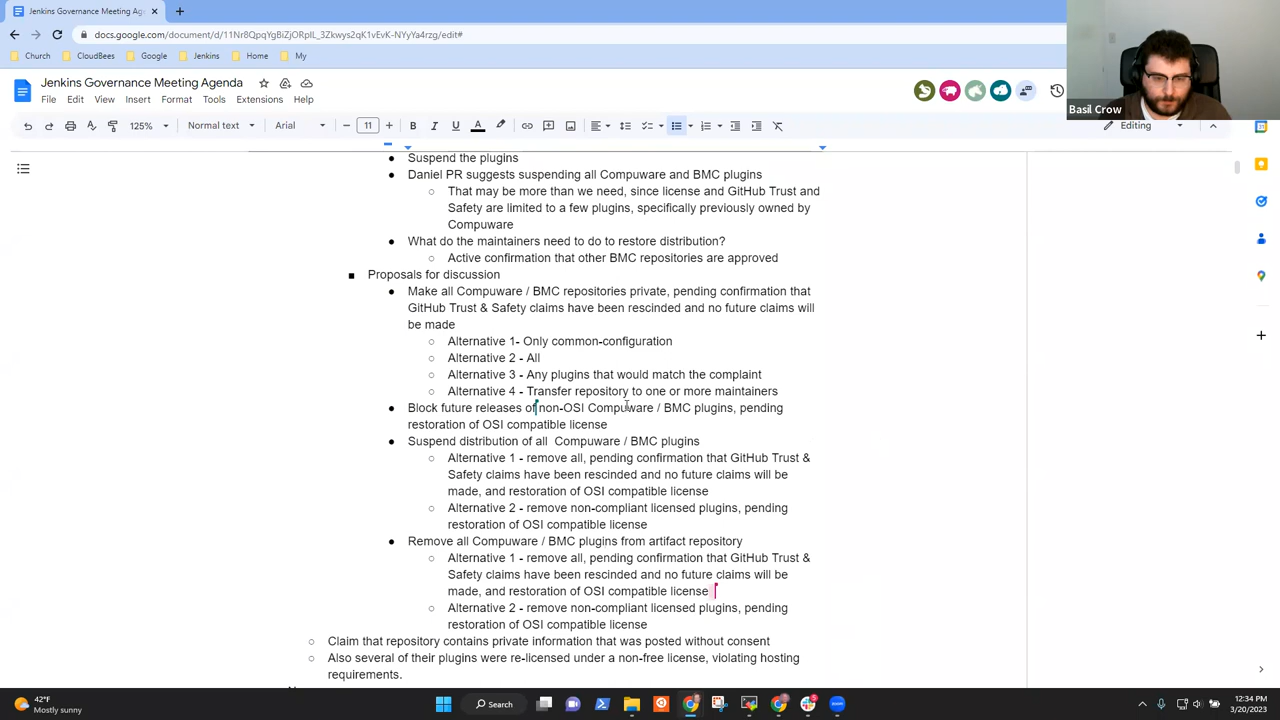 Jenkins Governance Meeting Ag
docs.google.com/document/d/11Nr8QpqYgBiZjORpIL_3Zkwys2qK1vEvK-NYyYa4rzg/edit#
Church
CloudBees
Google
Jenkins
Home
My
Jenkins Governance Meeting Agenda
File Edit View Insert Format Tools Extensions Help
125% Normal text Arial 11 Editing
Basil Crow
Suspend the plugins
Daniel PR suggests suspending all Compuware and BMC plugins
That may be more than we need, since license and GitHub Trust and
Safety are limited to a few plugins, specifically previously owned by
Compuware
What do the maintainers need to do to restore distribution?
Active confirmation that other BMC repositories are approved
Proposals for discussion
Make all Compuware / BMC repositories private, pending confirmation that
GitHub Trust & Safety claims have been rescinded and no future claims will
be made
Alternative 1- Only common-configuration
Alternative 2 - All
Alternative 3 - Any plugins that would match the complaint
Alternative 4 - Transfer repository to one or more maintainers
Block future releases of non-OSI Compuware / BMC plugins, pending
restoration of OSI compatible license
Suspend distribution of all Compuware / BMC plugins
Alternative 1 - remove all, pending confirmation that GitHub Trust &
Safety claims have been rescinded and no future claims will be
made, and restoration of OSI compatible license
Alternative 2 - remove non-compliant licensed plugins, pending
restoration of OSI compatible license
Remove all Compuware / BMC plugins from artifact repository
Alternative 1 - remove all, pending confirmation that GitHub Trust &
Safety claims have been rescinded and no future claims will be
made, and restoration of OSI compatible license
Alternative 2 - remove non-compliant licensed plugins, pending
restoration of OSI compatible license
Claim that repository contains private information that was posted without consent
Also several of their plugins were re-licensed under a non-free license, violating hosting
requirements.
42°F
Mostly sunny
Search
12:34 PM
3/20/2023